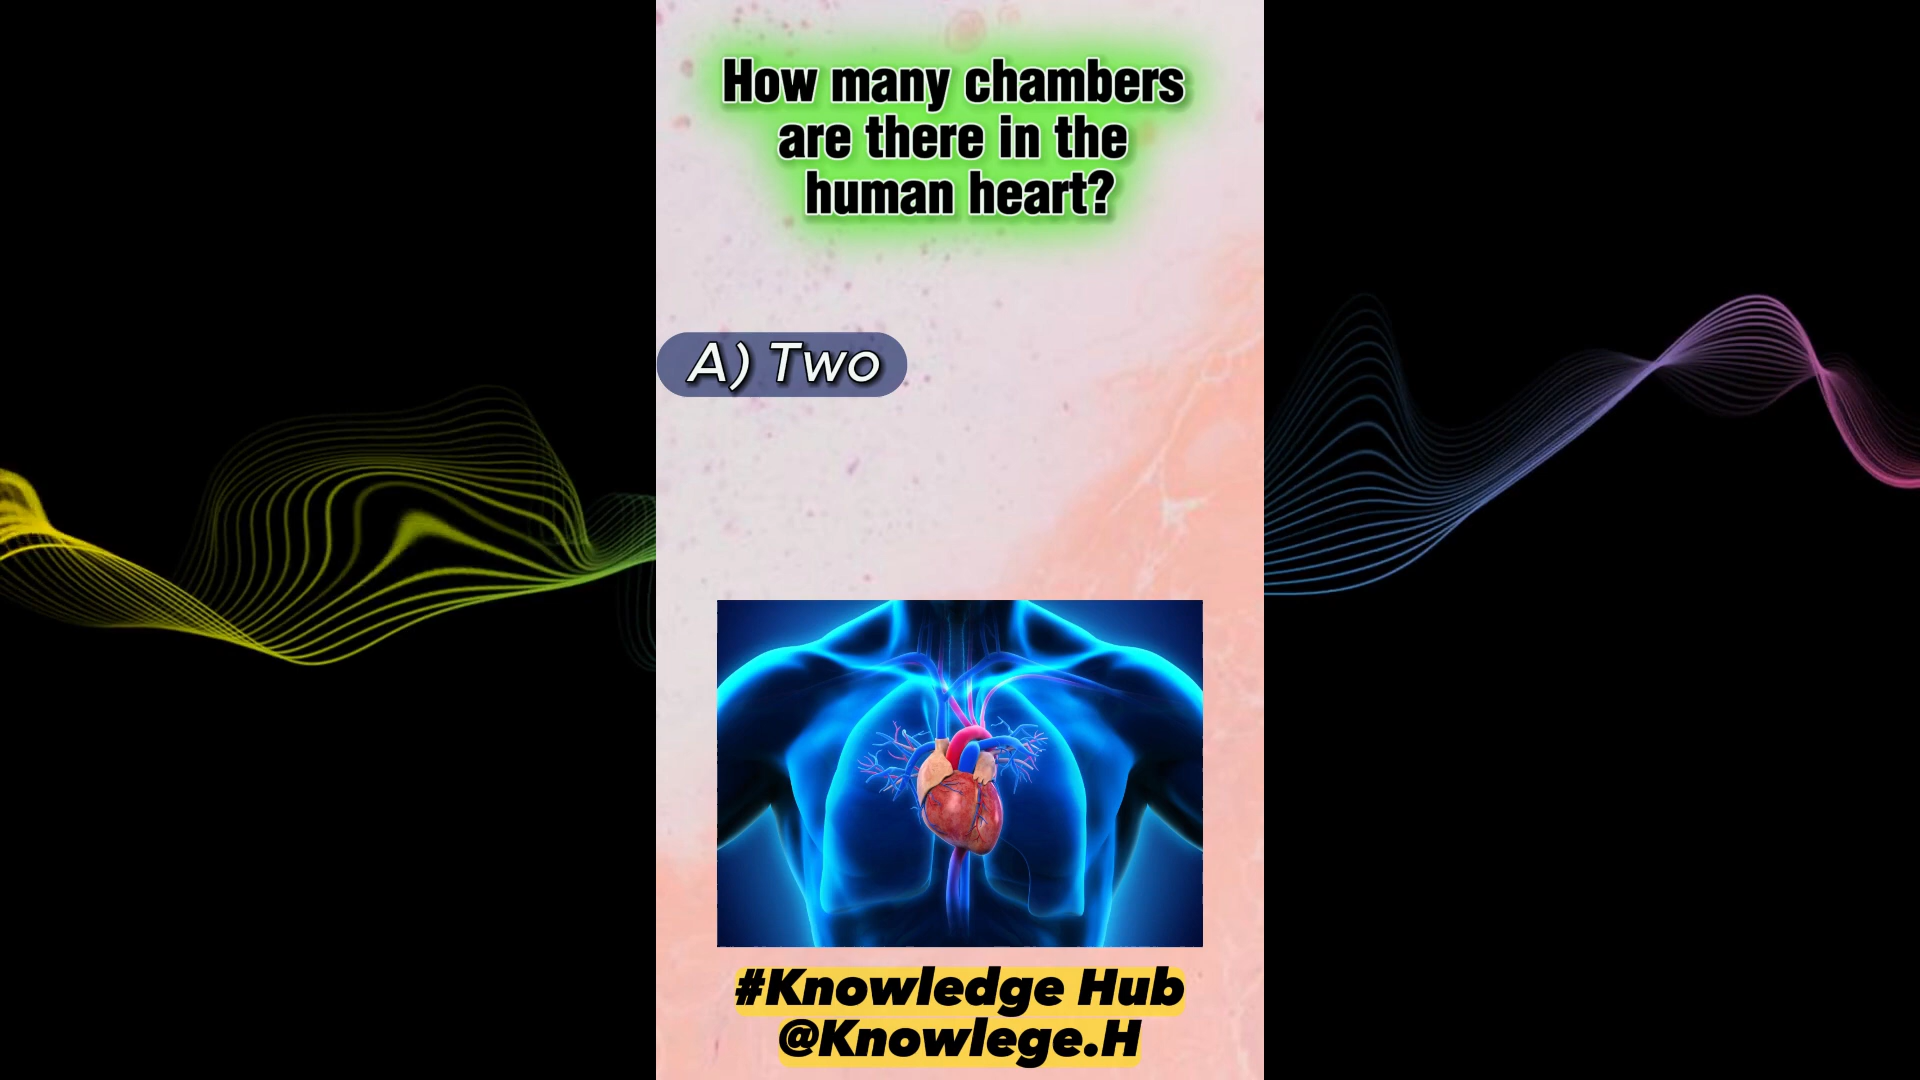 How many chambers
are there in the
human heart?
A) Two
#Knowledge Hub
@Knowlege.H